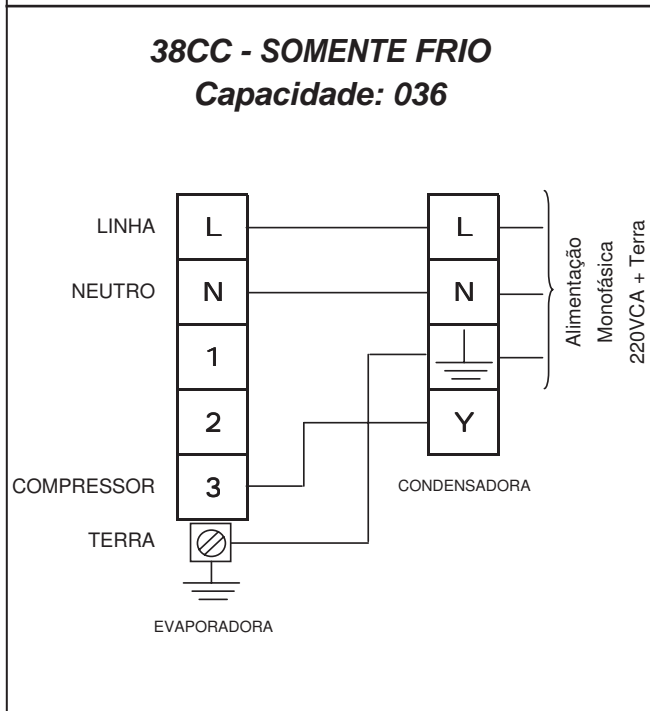 38CC - SOMENTE FRIO
Capacidade: 036
LINHA
L
L
NEUTRO
N
N
1
2
Y
COMPRESSOR
3
CONDENSADORA
TERRA
EVAPORADORA
Alimentação
Monofásica
220VCA + Terra